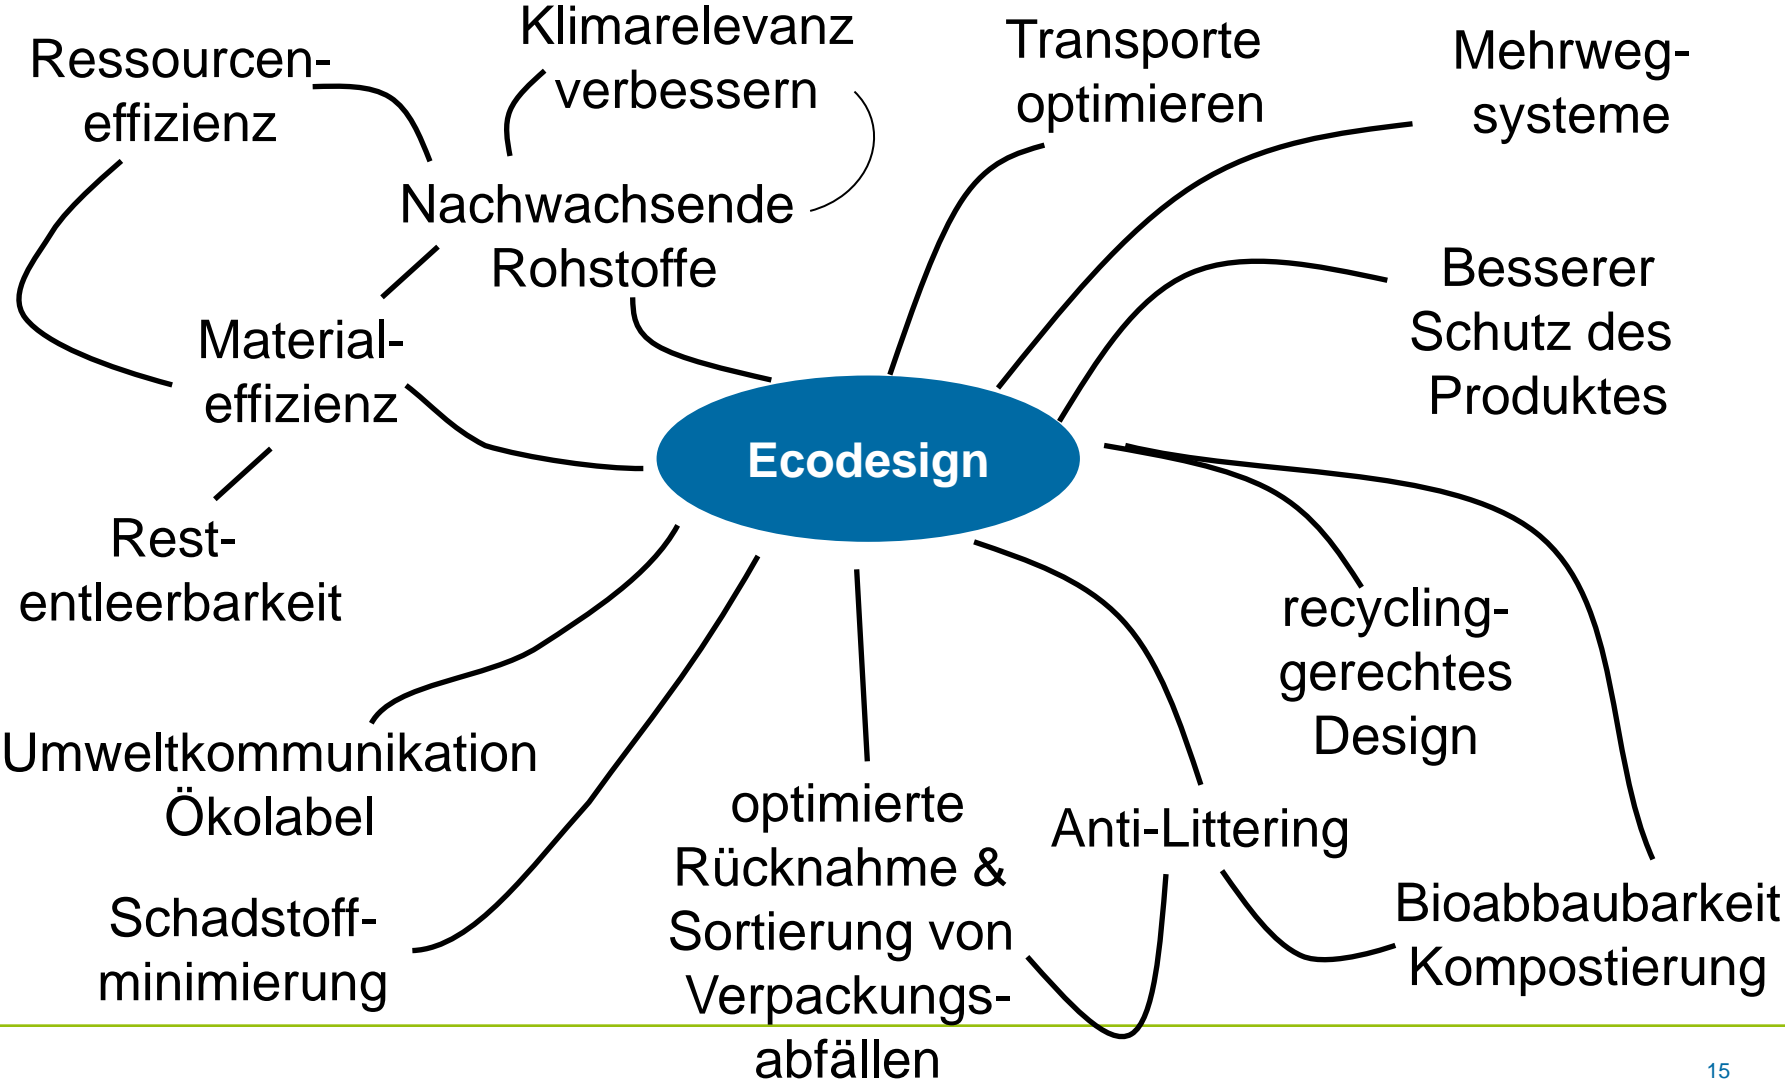 Ressourcen-
effizienz
Klimarelevanz
verbessern
Transporte
optimieren
Mehrweg-
systeme
Nachwachsende
Rohstoffe
Besserer
Schutz des
Produktes
Material-
effizienz
Ecodesign
Rest-
entleerbarkeit
recycling-
gerechtes
Design
Umweltkommunikation
Ökolabel
optimierte
Rücknahme &
Sortierung von
Verpackungs-
abfällen
Anti-Littering
Bioabbaubarkeit
Kompostierung
Schadstoff-
minimierung
15